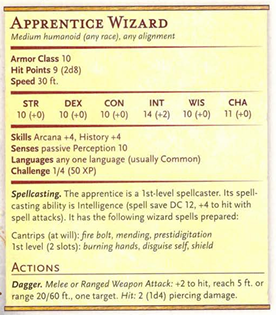 APPRENTICE WIZARD
Medium humanoid (any race), any alignment
Armor Class 10
Hit Points 9 (2d8)
Speed 30 ft.
STR DEX CON INT WIS CHA
10 (+0) 10 (+0) 10 (+0) 14 (+2) 10 (+0) 11 (+0)
Skills Arcana +4, History +4
Senses passive Perception 10
Languages any one language (usually Common)
Challenge 1/4 (50 XP)
Spellcasting. The apprentice is a 1st-level spellcaster. Its spell-
casting ability is Intelligence (spell save DC 12, +4 to hit with
spell attacks). It has the following wizard spells prepared:
Cantrips (at will): fire bolt, mending, prestidigitation
1st level (2 slots): burning hands, disguise self, shield
ACTIONS
Dagger. Melee or Ranged Weapon Attack: +2 to hit, reach 5 ft. or
range 20/60 ft., one target. Hit: 2 (1d4) piercing damage.